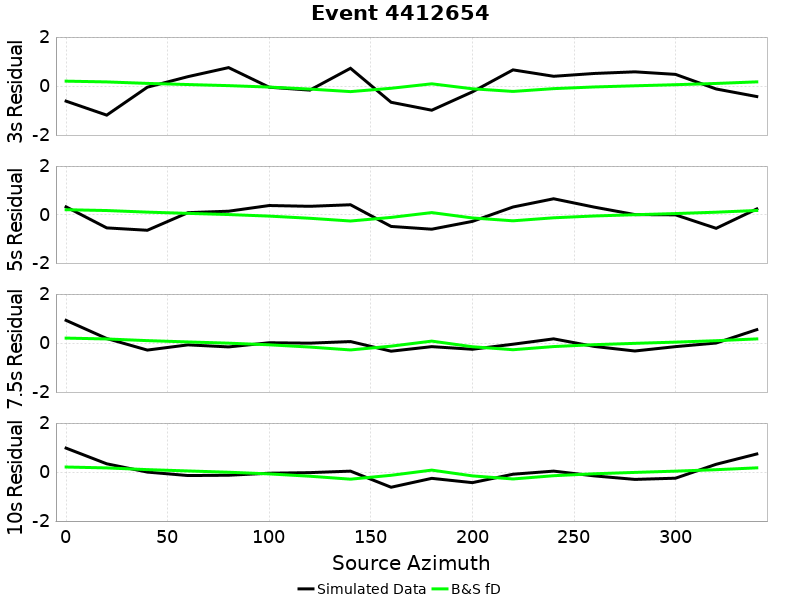 Event 4412654
3s Residual
2
0
-2
5s Residual
2
0
-2
7.5s Residual
2
0
-2
10s Residual
2
0
-2
0 50 100 150 200 250 300
Source Azimuth
Simulated Data B&S fD